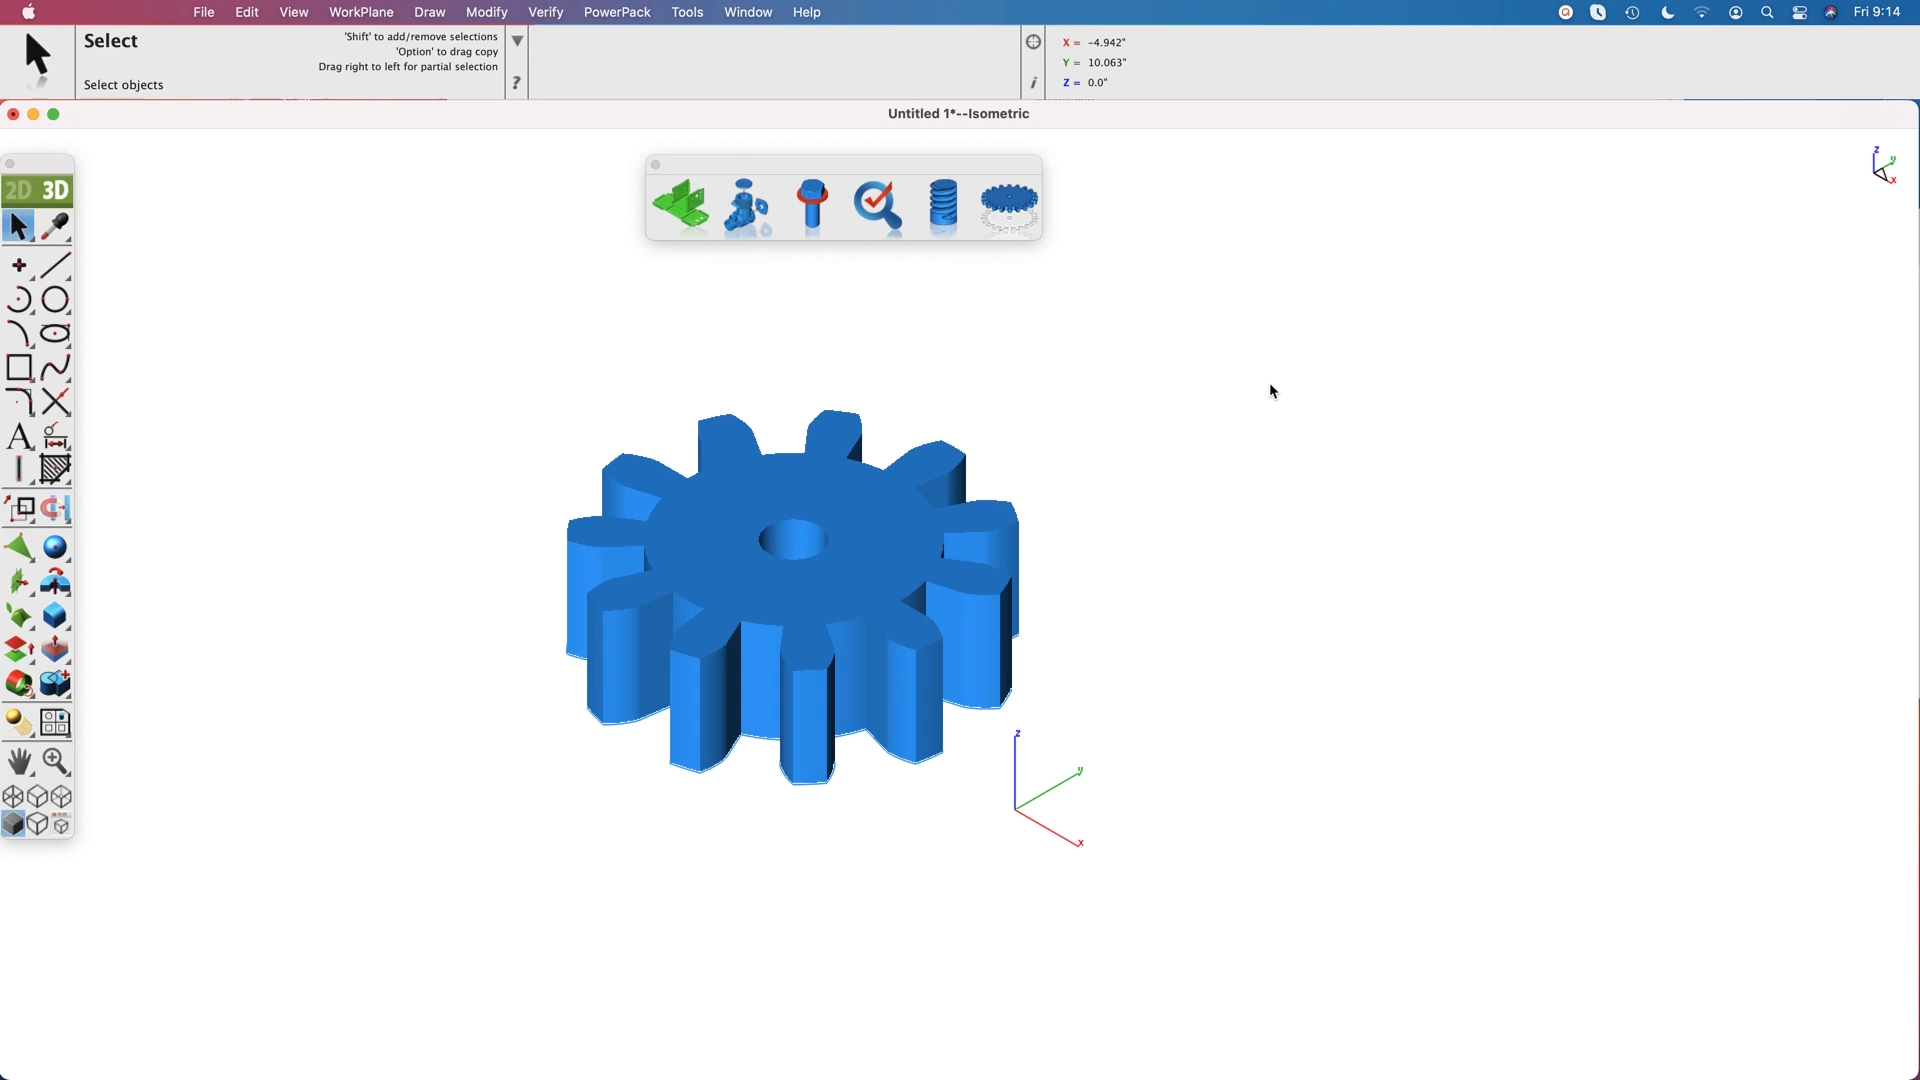 File Edit View WorkPlane Draw Modify Verify PowerPack Tools Window Help Fri 9:14
Select
Select objects
'Shift' to add/remove selections
'Option' to drag copy
Drag right to left for partial selection
?
i
X = -4.942"
Y = 10.063"
Z = 0.0"
Untitled 1*--Isometric
z
y
x
2D 3D
A
z
y
x